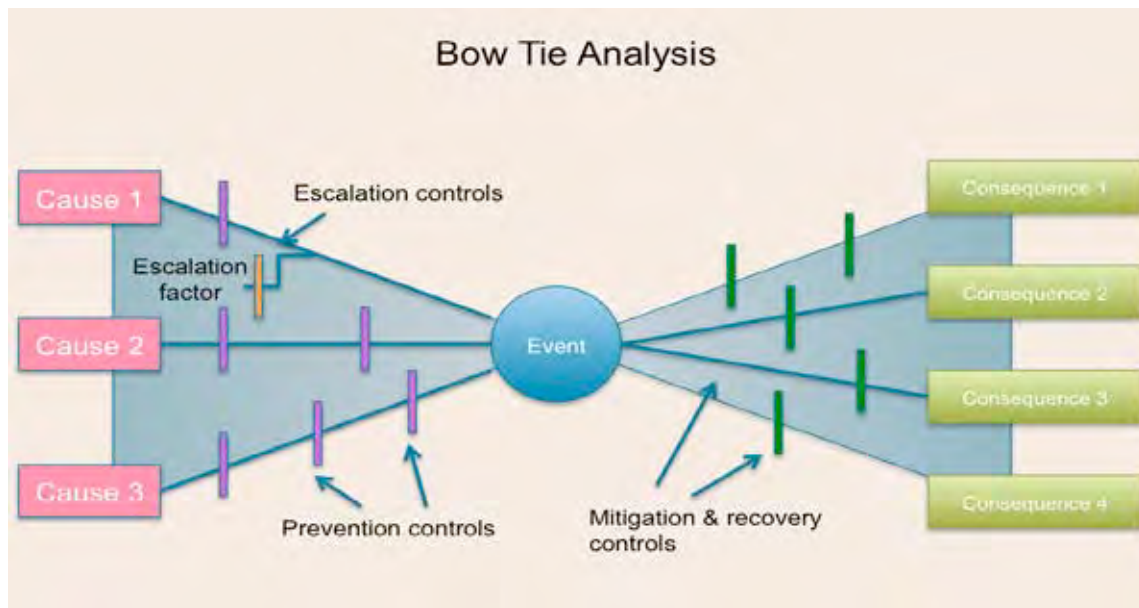 Bow Tie Analysis
Cause 1
Escalation controls
Consequence 1
Escalation
factor
Consequence 2
Cause 2
Event
Consequence 3
Cause 3
Prevention controls
Mitigation & recovery
controls
Consequence 4